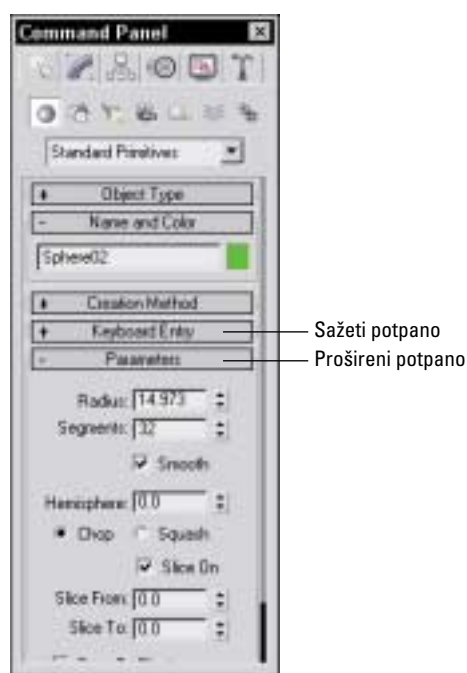 Command Panel
Standard Primitives
+ Object Type
- Name and Color
Sphere02
+ Creation Method
+ Keyboard Entry
Sažeti potpano
- Parameters
Prošireni potpano
Radius: 14.973
Segments: 32
Smooth
Hemisphere: 0.0
Chop Squash
Slice On
Slice From: 0.0
Slice To: 0.0